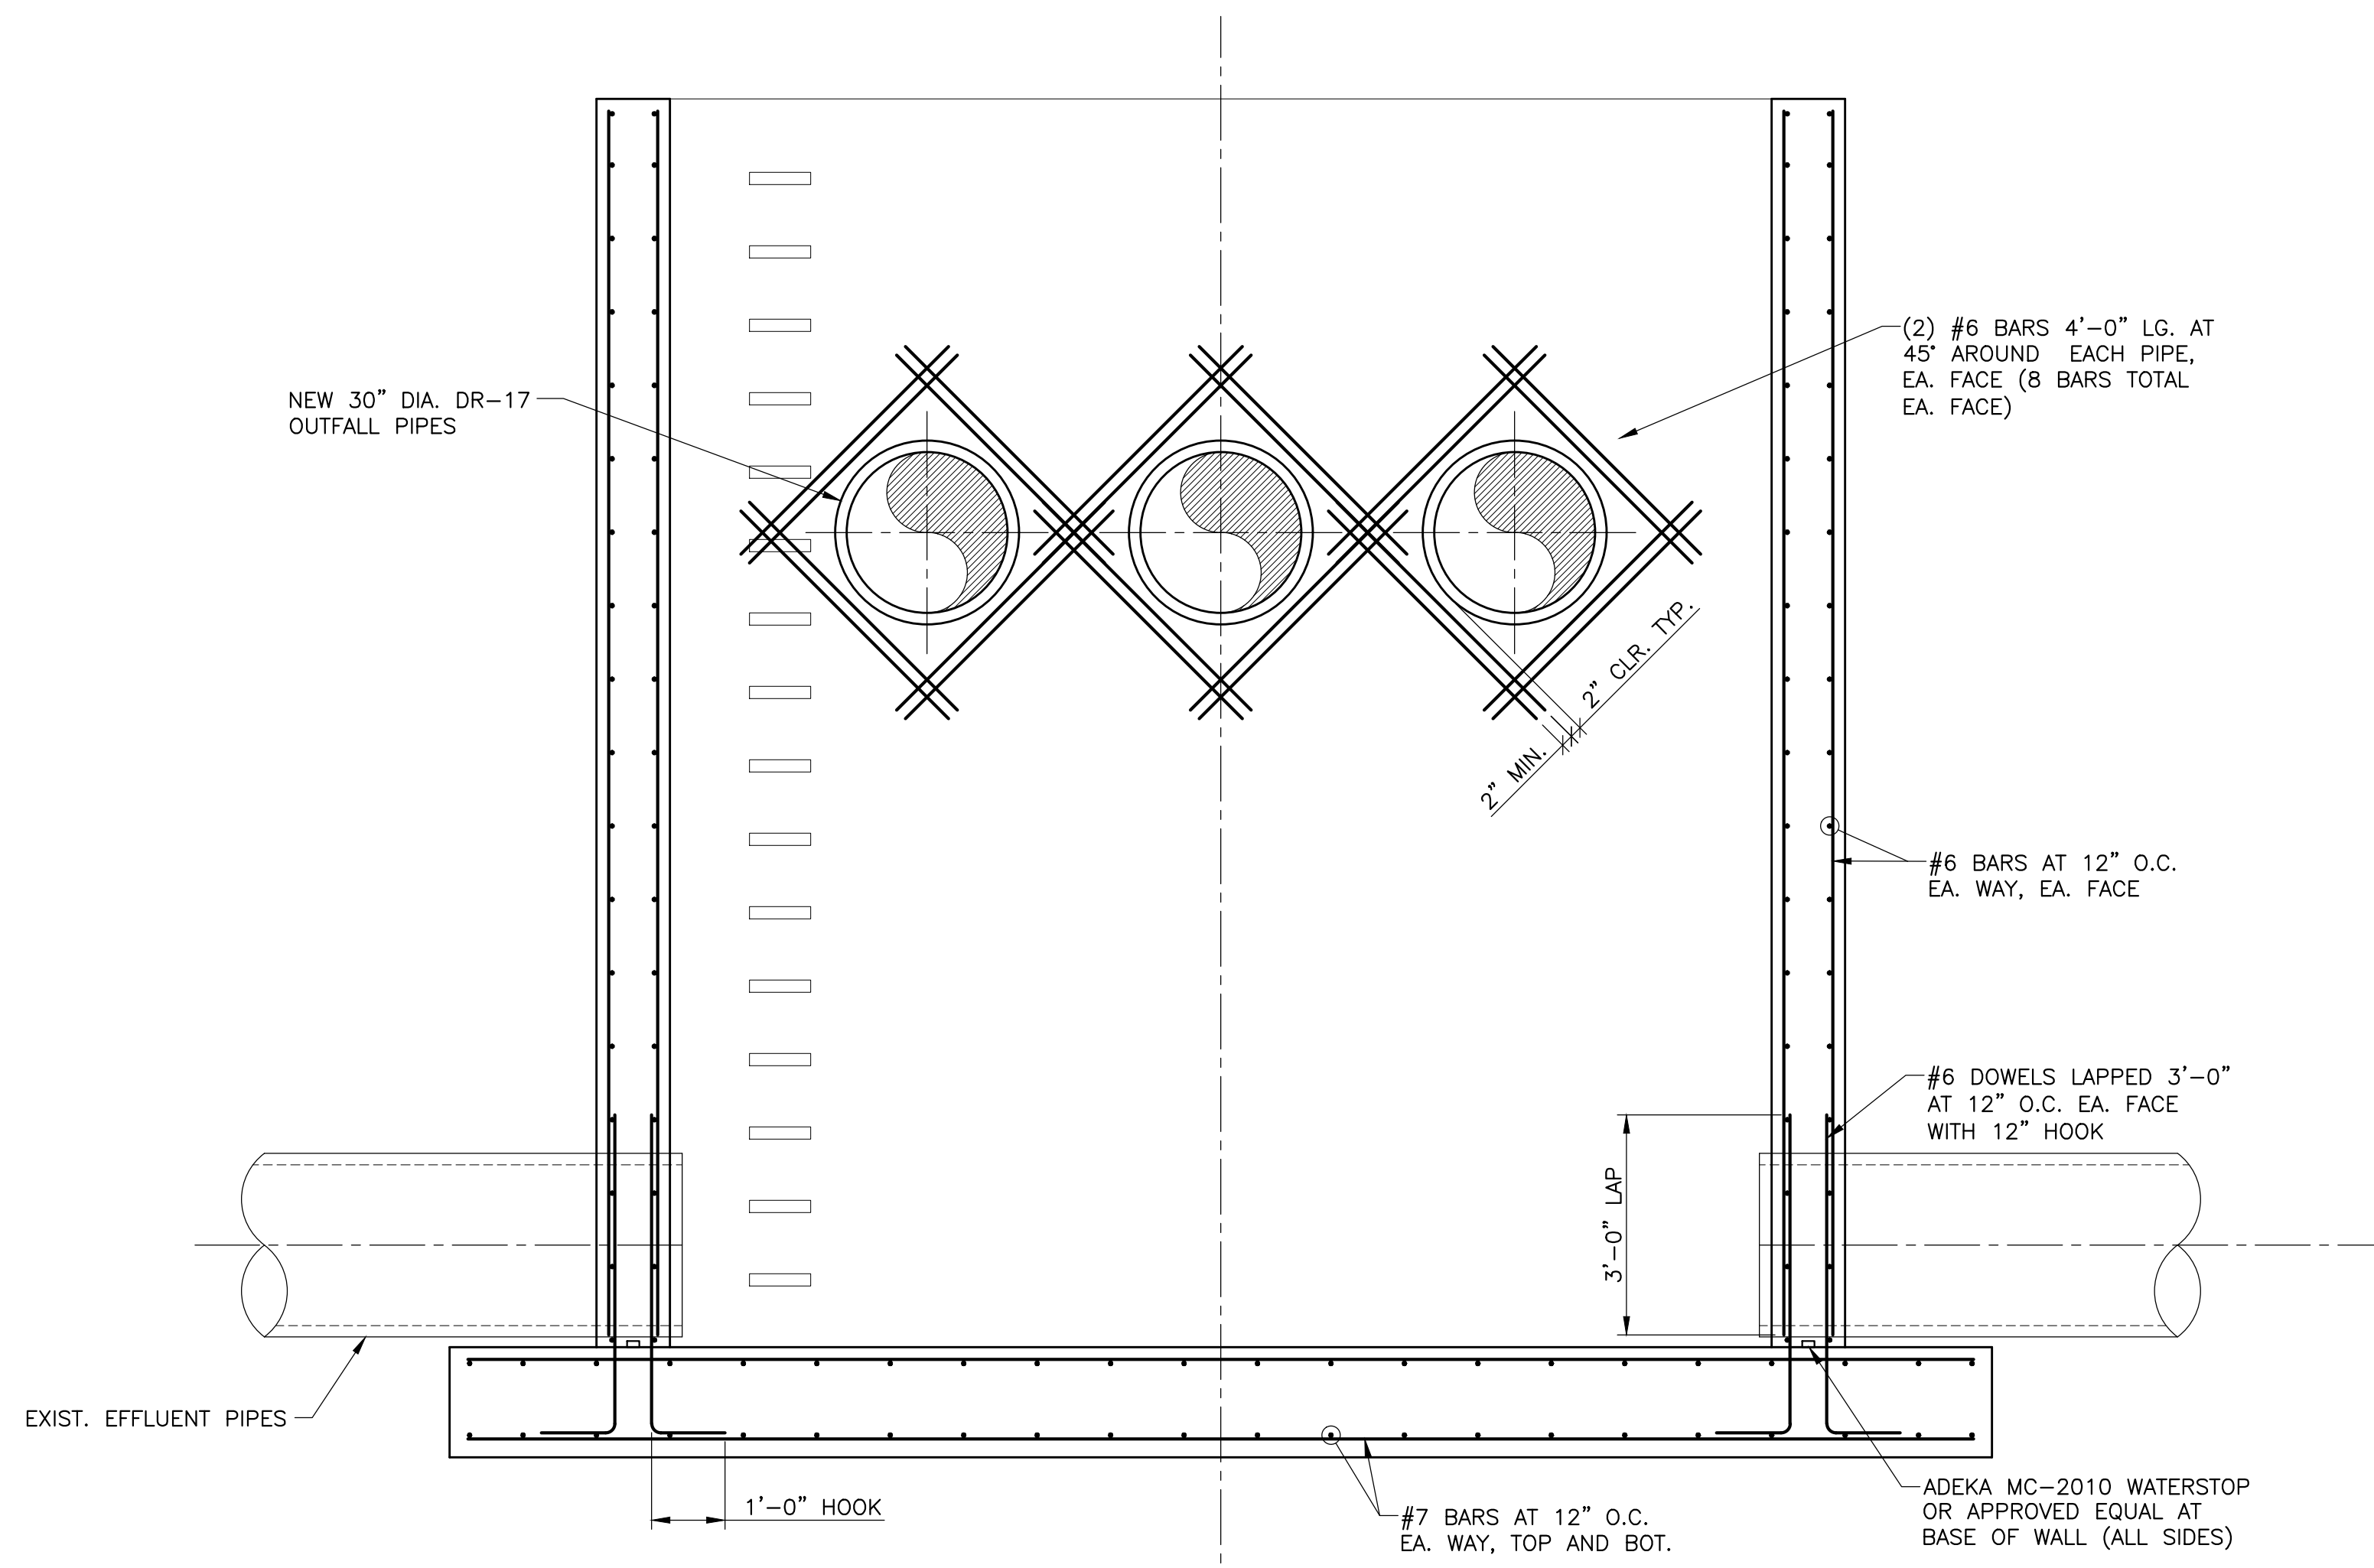 (2) #6 BARS 4'-0" LG. AT
45° AROUND EACH PIPE,
EA. FACE (8 BARS TOTAL
EA. FACE)
NEW 30" DIA. DR-17
OUTFALL PIPES
2" CLR. TYP.
2" MIN.
#6 BARS AT 12" O.C.
EA. WAY, EA. FACE
#6 DOWELS LAPPED 3'-0"
AT 12" O.C. EA. FACE
WITH 12" HOOK
3'-0" LAP
EXIST. EFFLUENT PIPES
1'-0" HOOK
#7 BARS AT 12" O.C.
EA. WAY, TOP AND BOT.
ADEKA MC-2010 WATERSTOP
OR APPROVED EQUAL AT
BASE OF WALL (ALL SIDES)